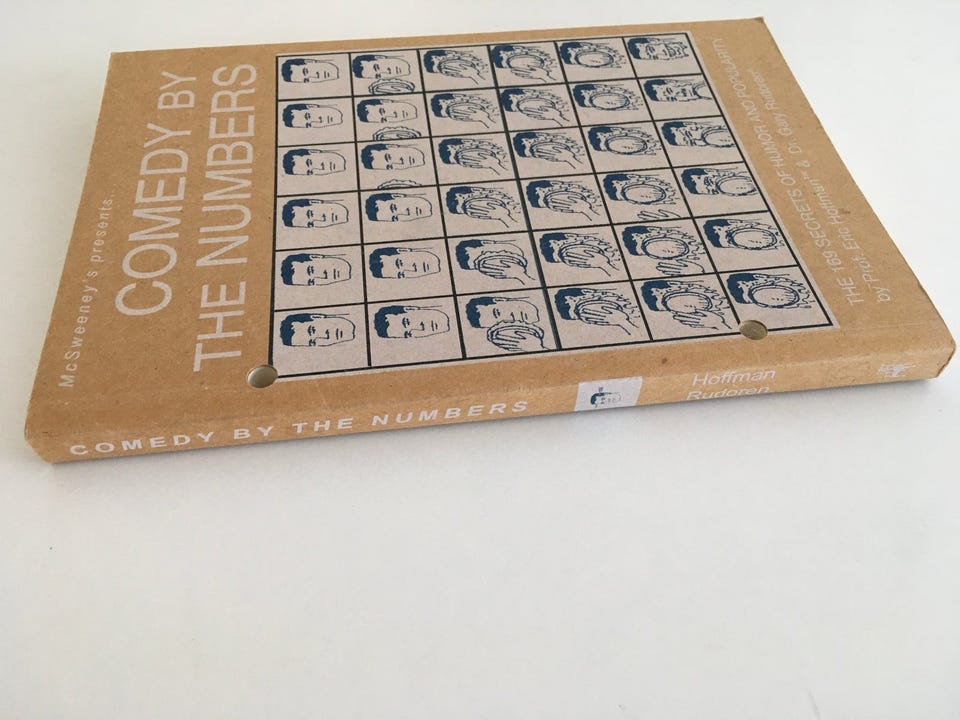 McSweeney's presents...
COMEDY BY
THE NUMBERS
THE 169 SECRETS OF HUMOR AND POPULARITY
by Prof. Eric Hoffman™ & Dr. Gary Rudoren
COMEDY BY THE NUMBERS
Hoffman
Rudoren